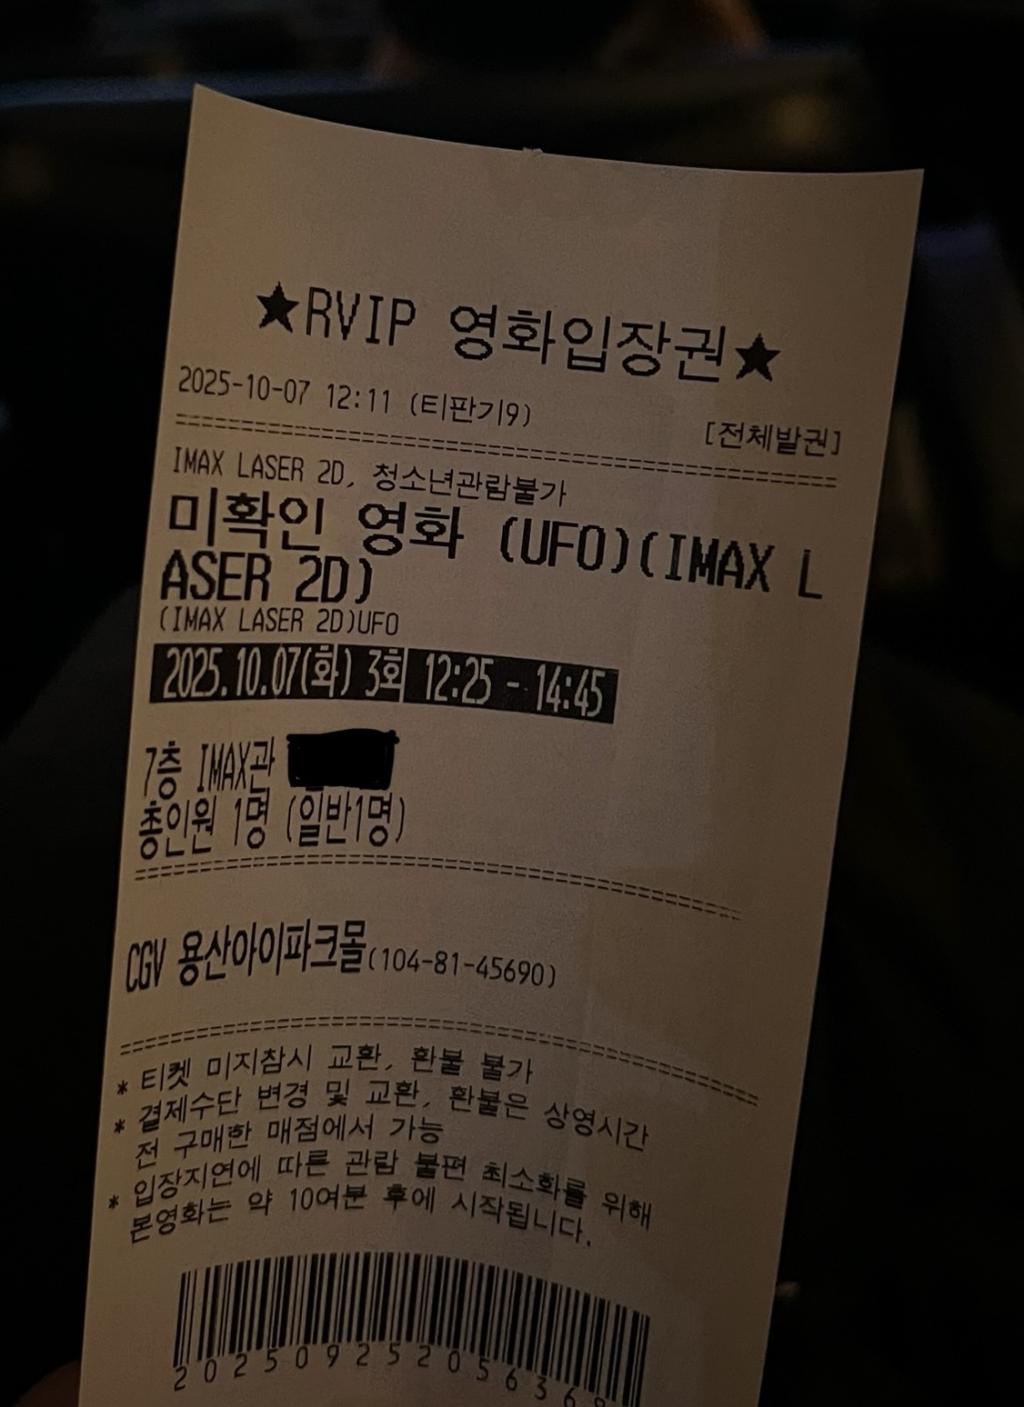 ★RVIP 영화입장권★
2025-10-07 12:11 (티판기9)
[전체발권]
IMAX LASER 2D, 청소년관람불가
미확인 영화 (UFO)(IMAX L
ASER 2D)
(IMAX LASER 2D)UFO
2025.10.07(화) 3회 12:25 - 14:45
7층 IMAX관
총인원 1명 (일반1명)
CGV 용산아이파크몰(104-81-45690)
* 티켓 미지참시 교환, 환불 불가
* 결제수단 변경 및 교환, 환불은 상영시간
전 구매한 매점에서 가능
* 입장지연에 따른 관람 불편 최소화를 위해
본영화는 약 10여분 후에 시작됩니다.